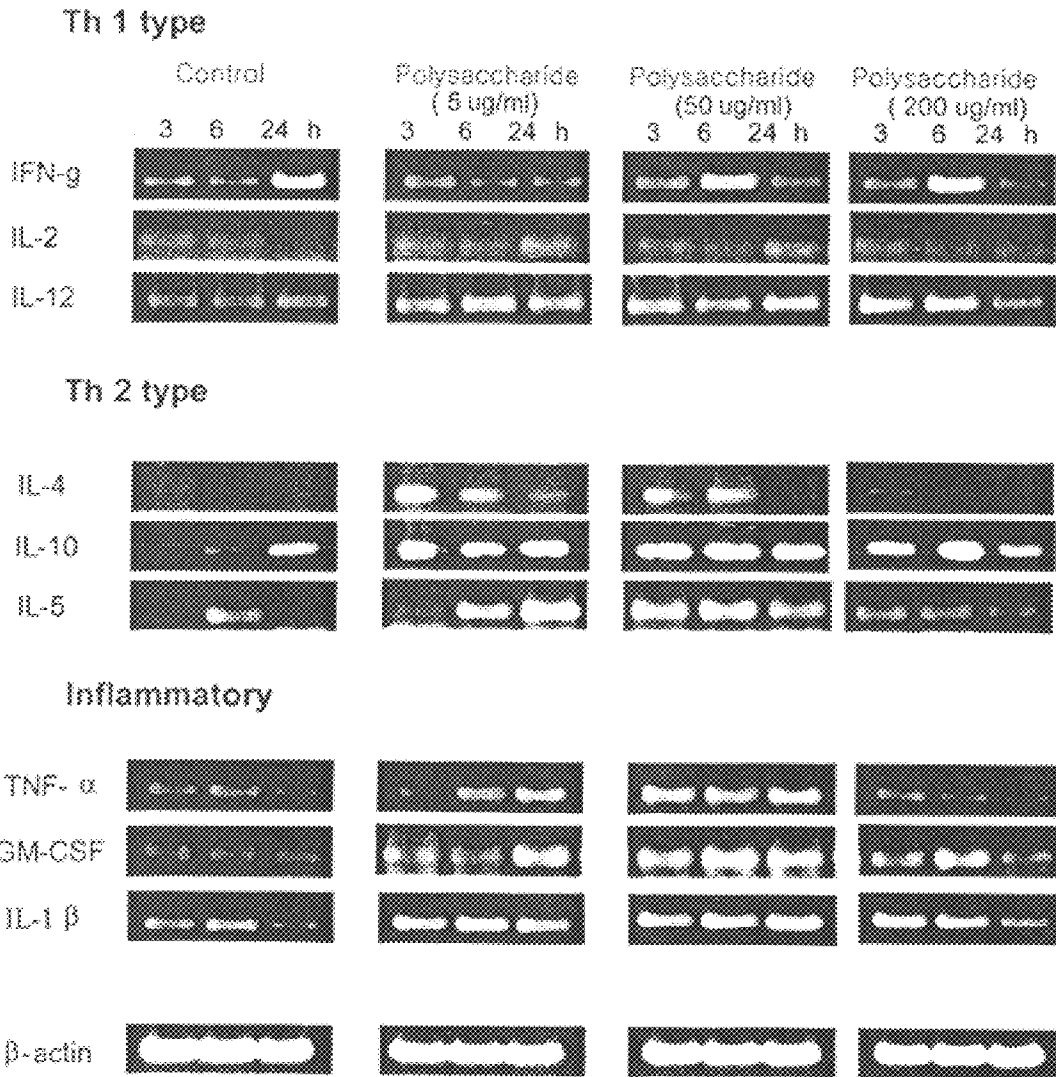 Th 1 type
Control Polysaccharide Polysaccharide Polysaccharide
( 5 ug/ml) (50 ug/ml) ( 200 ug/ml)
3 6 24 h 3 6 24 h 3 6 24 h 3 6 24 h
IFN-g
IL-2
IL-12
Th 2 type
IL-4
IL-10
IL-5
Inflammatory
TNF- α
GM-CSF
IL-1 β
β-actin